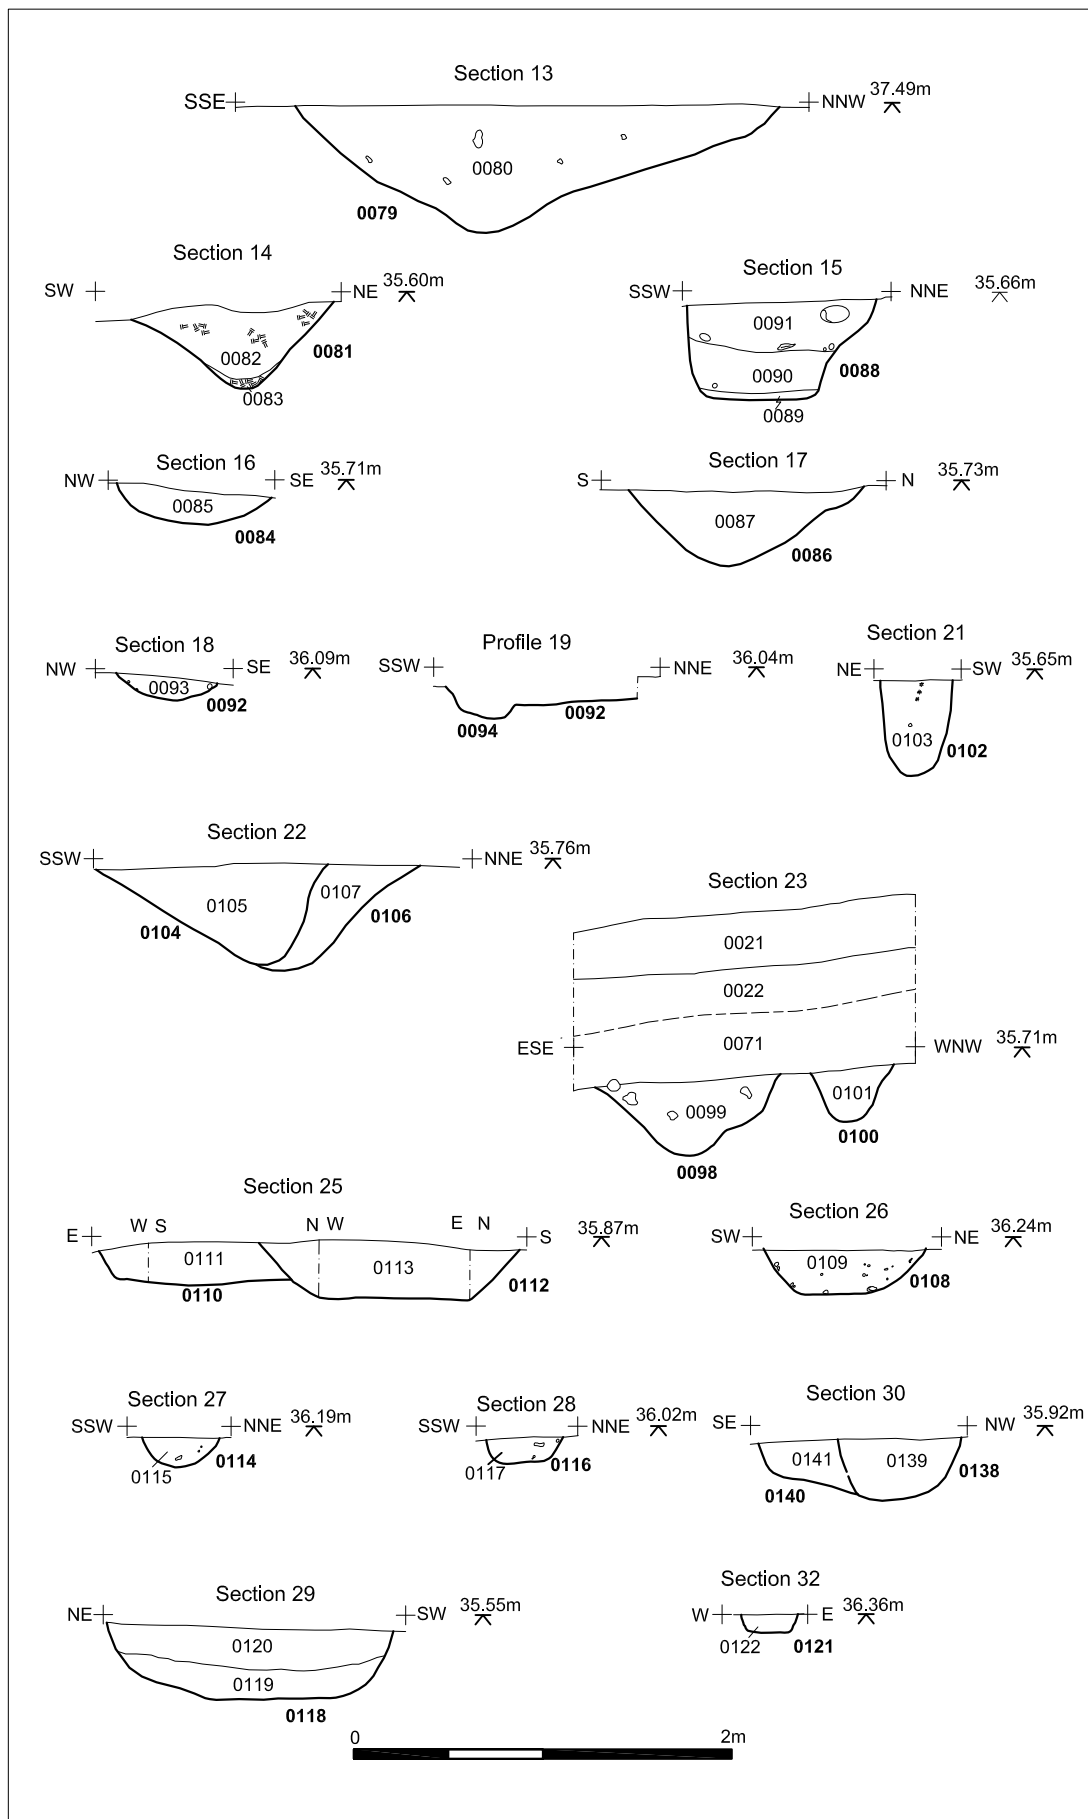 Section 13
SSE NNW 37.49m
0080
0079
Section 14
SW NE 35.60m
0082
0081
0083
Section 15
SSW NNE 35.66m
0091
0090
0088
0089
Section 16
NW SE 35.71m
0085
0084
Section 17
S N 35.73m
0087
0086
Section 18
NW SE 36.09m
0093
0092
Profile 19
SSW NNE 36.04m
0094 0092
Section 21
NE SW 35.65m
0103
0102
Section 22
SSW NNE 35.76m
0105 0107
0104 0106
Section 23
0021
0022
ESE 0071 WNW 35.71m
0099 0101
0100
0098
Section 25
E W S N W E N S 35.87m
0111 0113
0110 0112
Section 26
SW NE 36.24m
0109
0108
Section 27
SSW NNE 36.19m
0115 0114
Section 28
SSW NNE 36.02m
0117 0116
Section 30
SE NW 35.92m
0141 0139
0140 0138
Section 29
NE SW 35.55m
0120
0119
0118
Section 32
W E 36.36m
0122 0121
0 2m